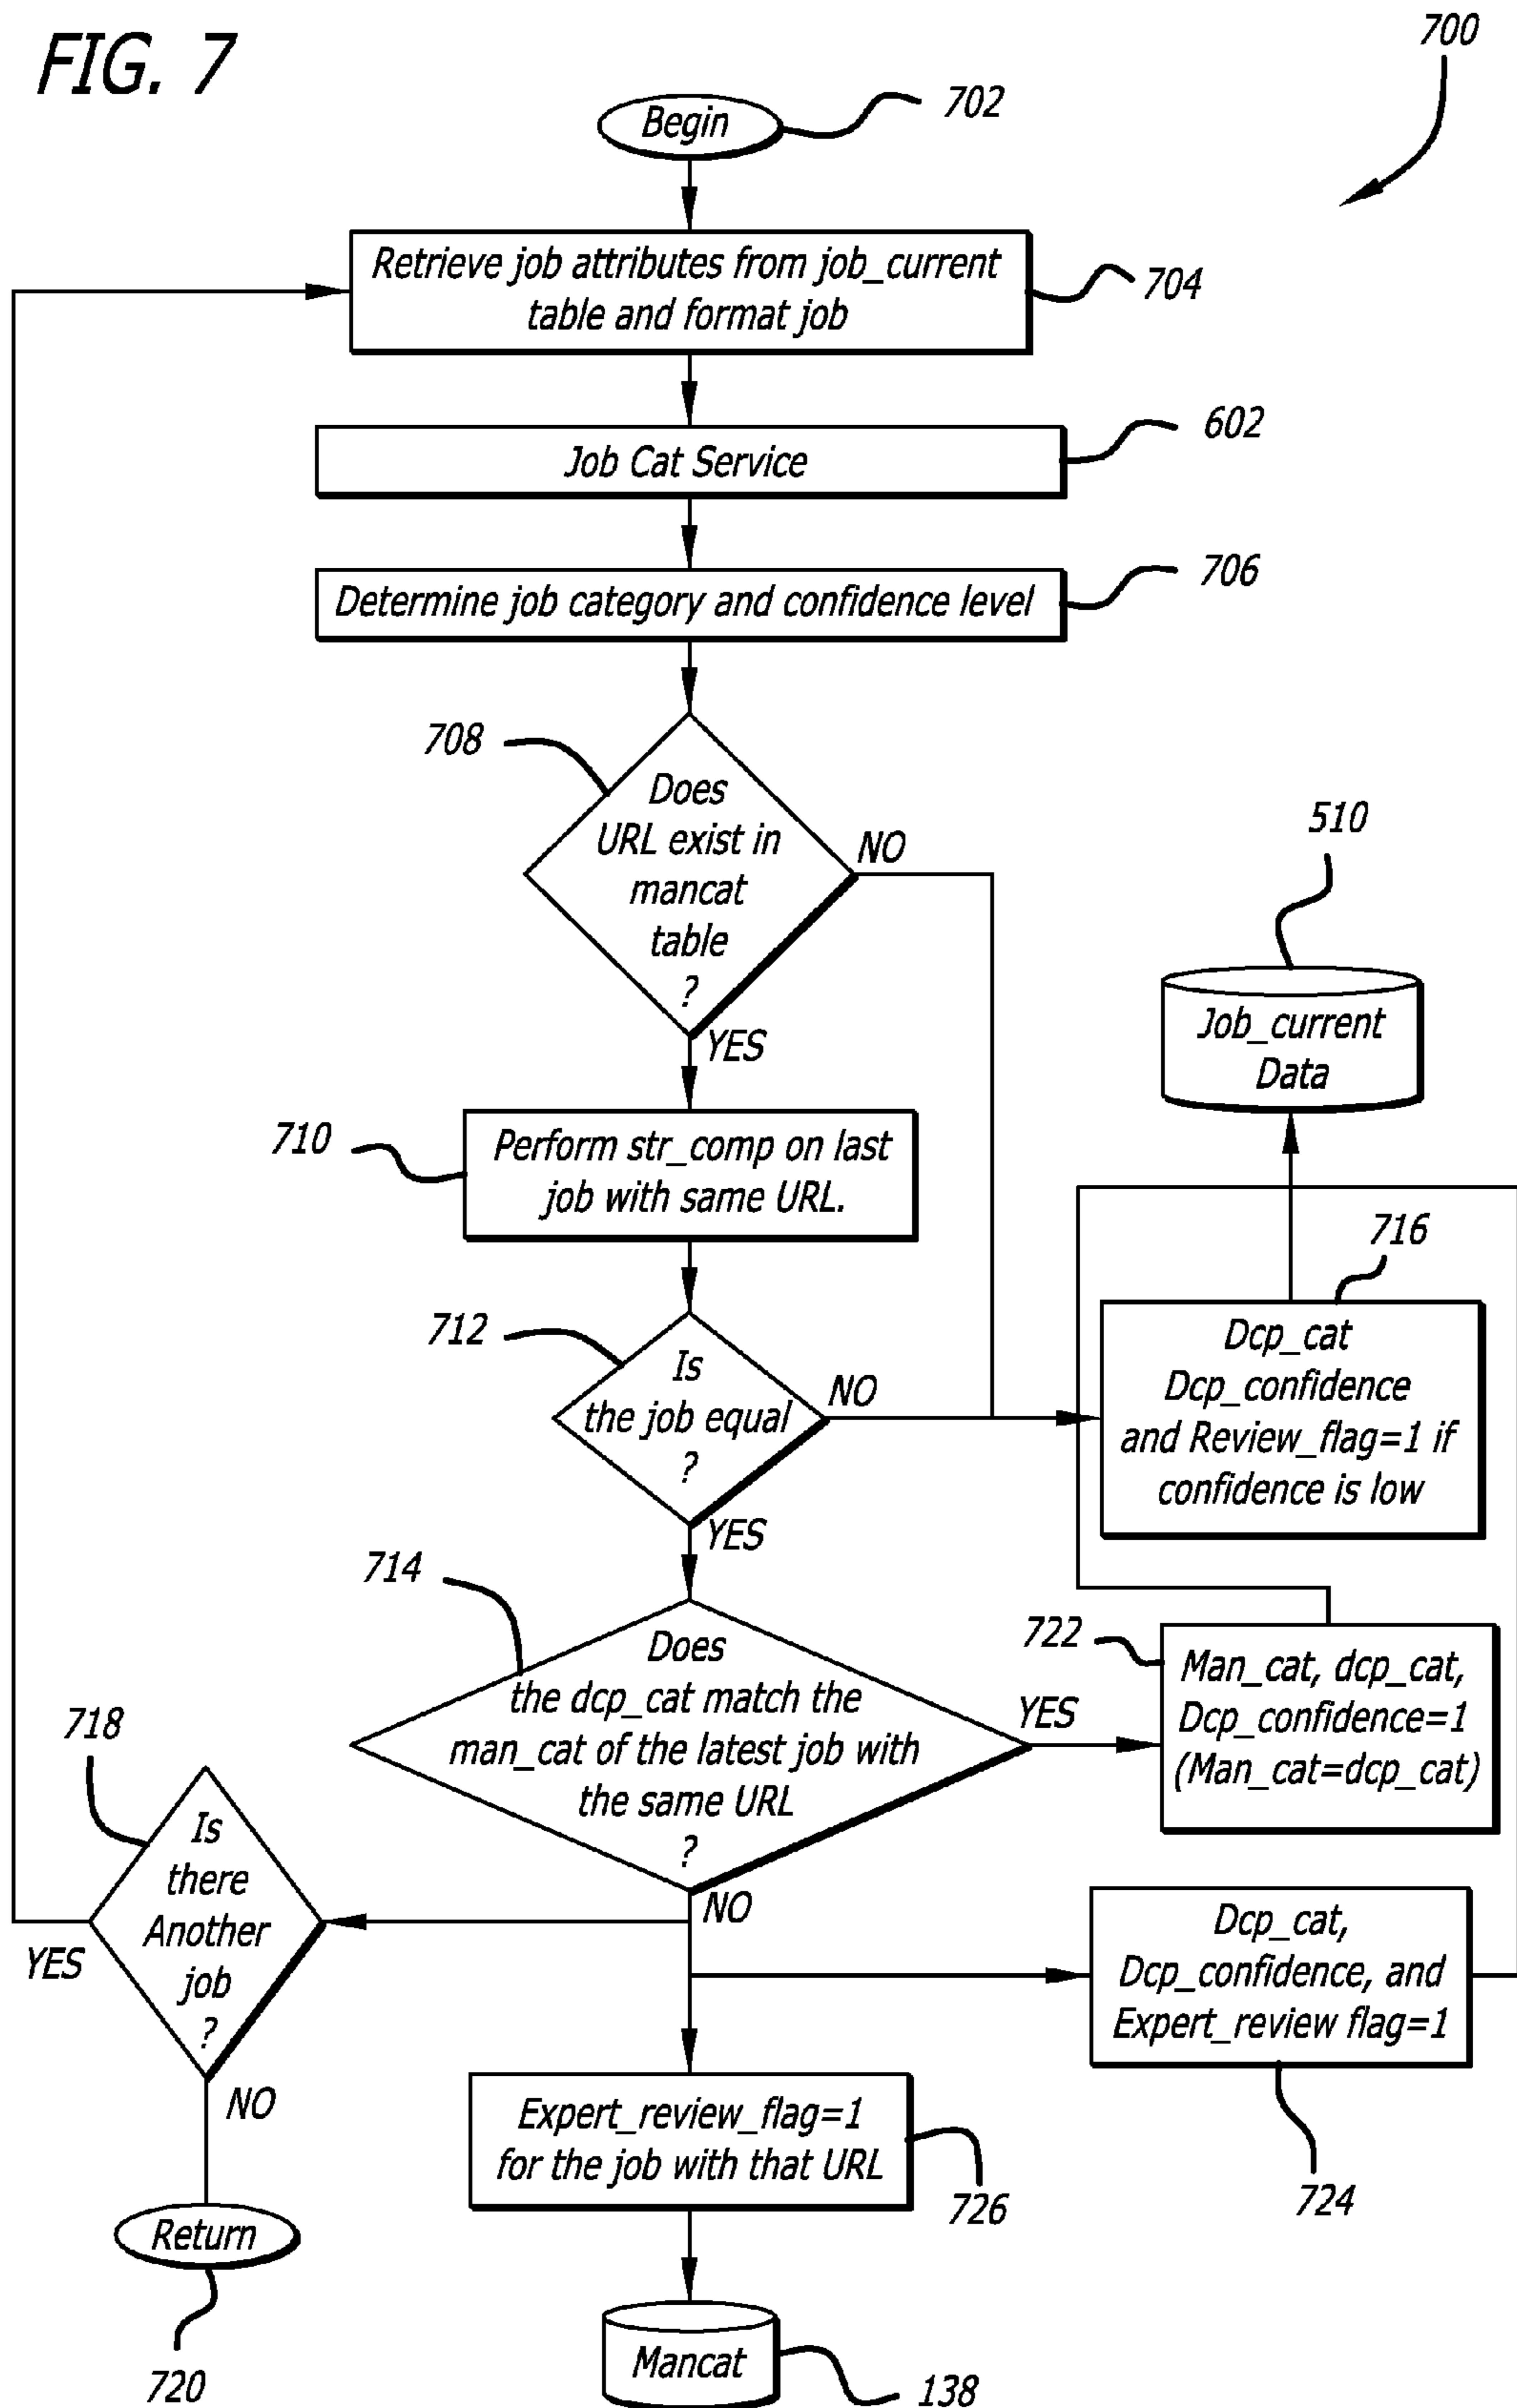 FIG. 7
700
Begin
702
Retrieve job attributes from job_current
table and format job
704
Job Cat Service
602
Determine job category and confidence level
706
708
Does
URL exist in
mancat
table
?
NO
YES
510
Job_current
Data
710
Perform str_comp on last
job with same URL.
712
Is
the job equal
?
NO
YES
716
Dcp_cat
Dcp_confidence
and Review_flag=1 if
confidence is low
714
Does
the dcp_cat match the
man_cat of the latest job with
the same URL
?
YES
NO
722
Man_cat, dcp_cat,
Dcp_confidence=1
(Man_cat=dcp_cat)
718
Is
there
Another
job
?
YES
NO
Dcp_cat,
Dcp_confidence, and
Expert_review flag=1
724
Expert_review_flag=1
for the job with that URL
726
Return
720
Mancat
138